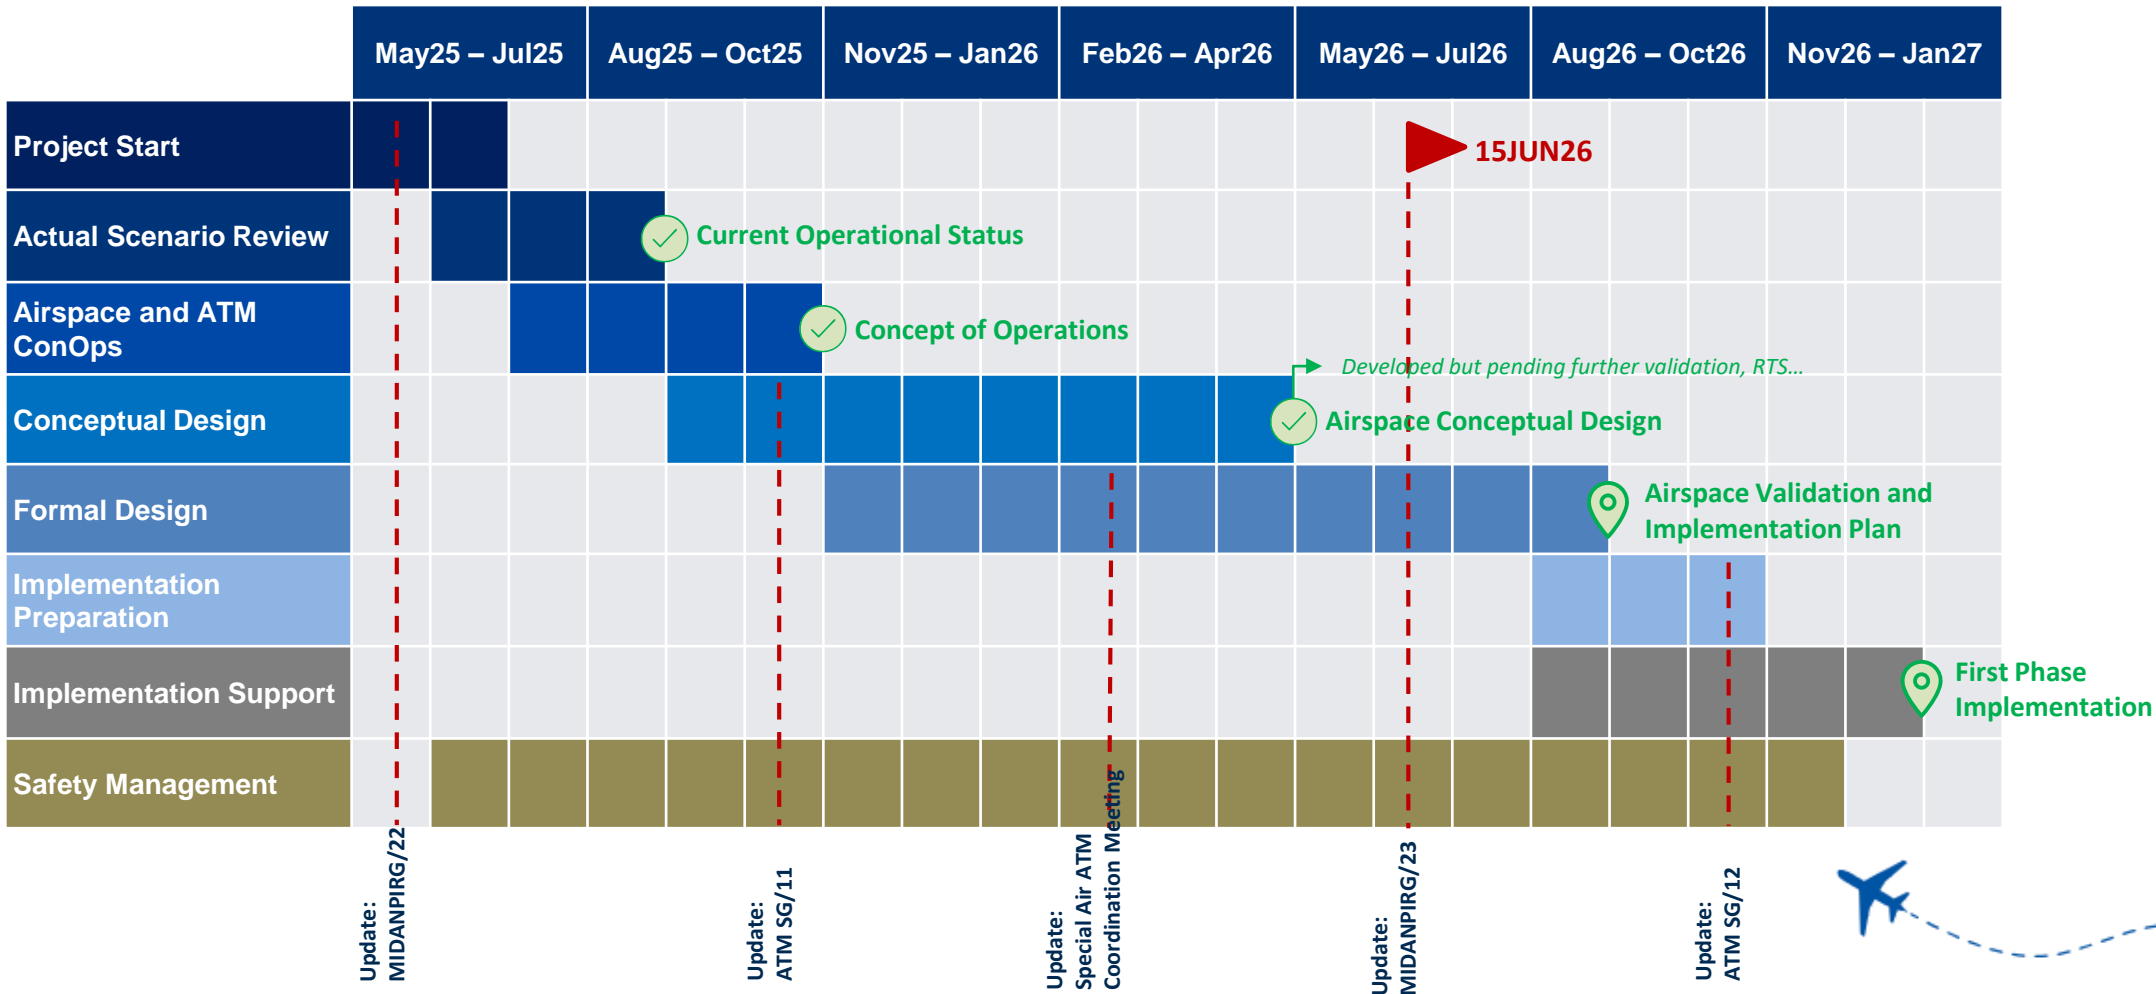 May25 – Jul25
Aug25 – Oct25
Nov25 – Jan26
Feb26 – Apr26
May26 – Jul26
Aug26 – Oct26
Nov26 – Jan27
Project Start
15JUN26
Actual Scenario Review
Current Operational Status
Airspace and ATM
ConOps
Concept of Operations
Developed but pending further validation, RTS...
Conceptual Design
Airspace Conceptual Design
Formal Design
Airspace Validation and
Implementation Plan
Implementation
Preparation
Implementation Support
First Phase
Implementation
Safety Management
Update:
MIDANPIRG/22
Update:
ATM SG/11
Update:
Special Air ATM
Coordination Meeting
Update:
MIDANPIRG/23
Update:
ATM SG/12